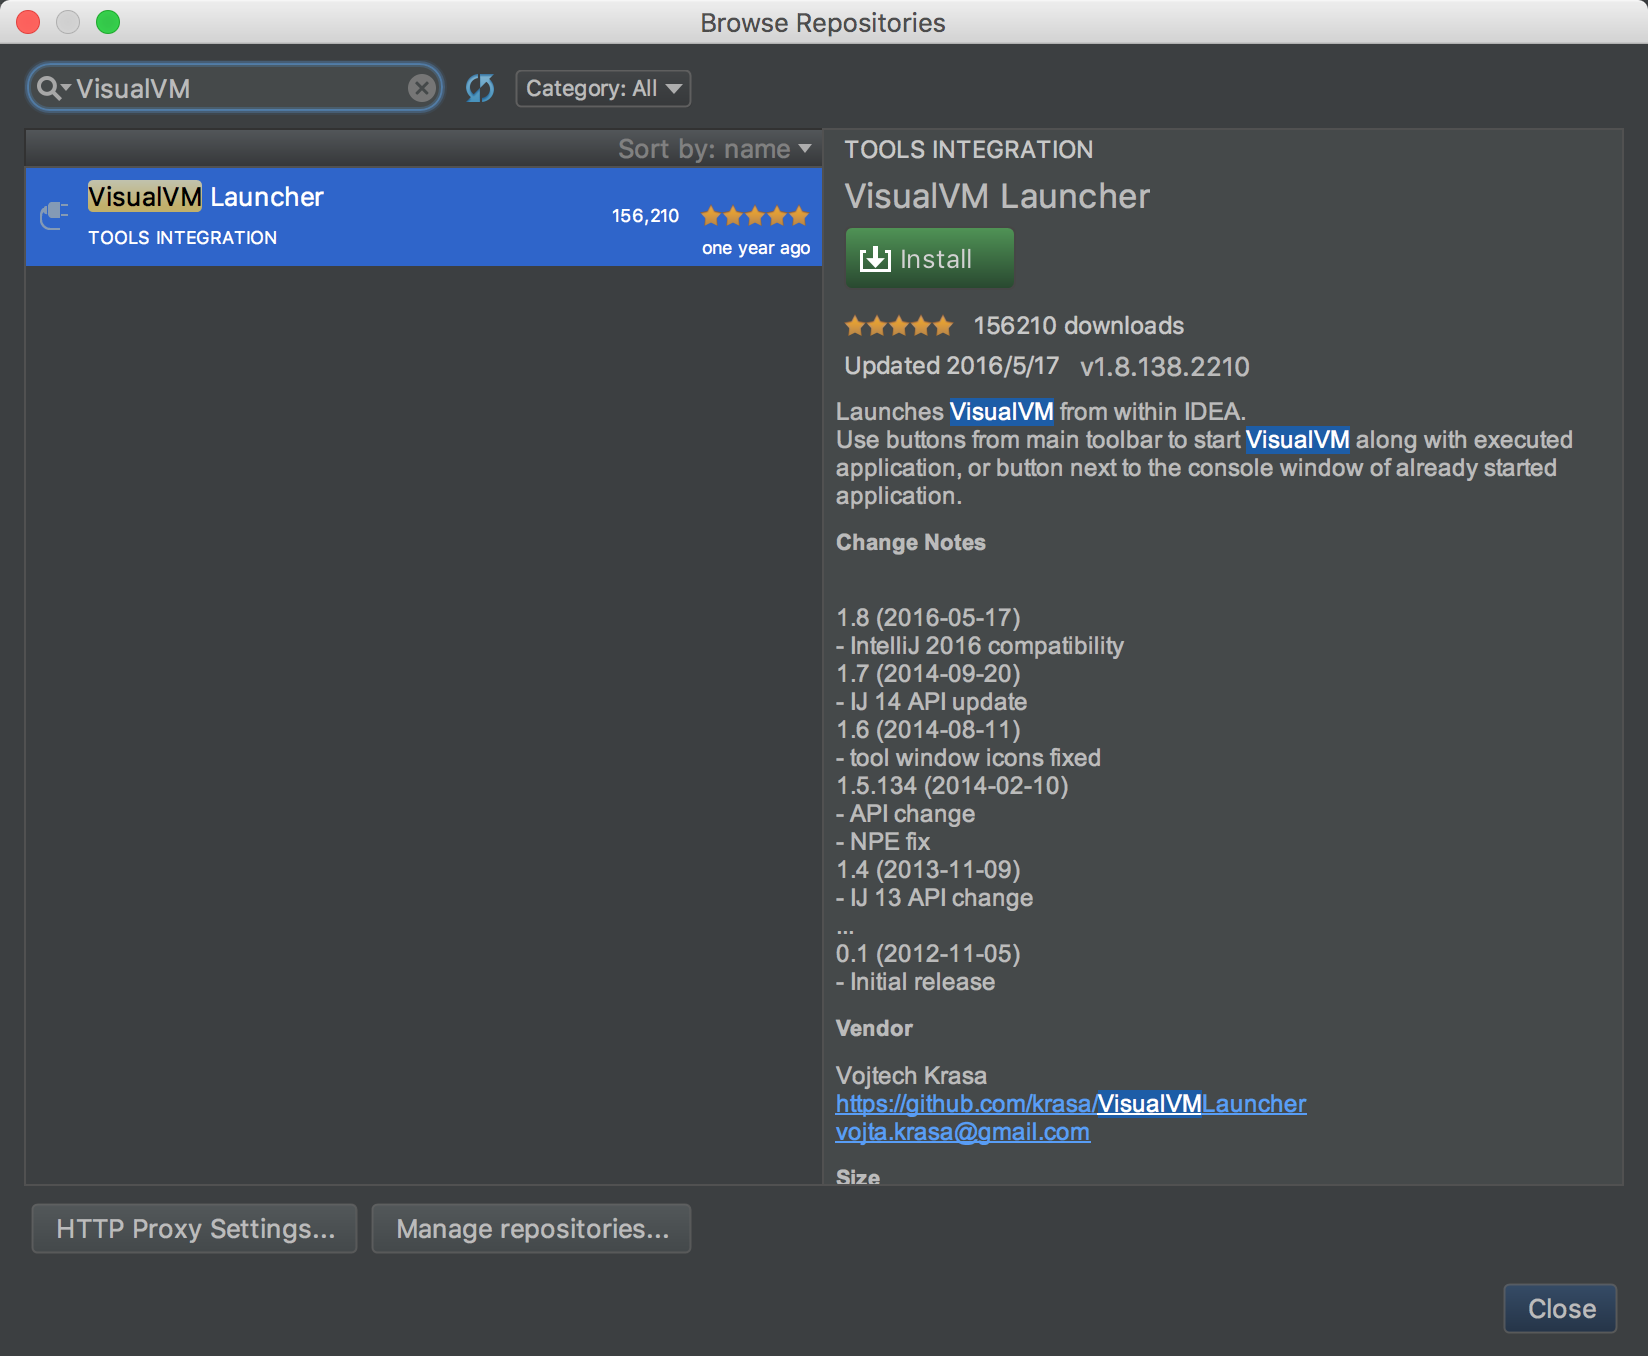 Browse Repositories
VisualVM
Category: All
Sort by: name
VisualVM Launcher
156,210
TOOLS INTEGRATION
one year ago
TOOLS INTEGRATION
VisualVM Launcher
Install
156210 downloads
Updated 2016/5/17 v1.8.138.2210
Launches VisualVM from within IDEA.
Use buttons from main toolbar to start VisualVM along with executed
application, or button next to the console window of already started
application.
Change Notes
1.8 (2016-05-17)
- IntelliJ 2016 compatibility
1.7 (2014-09-20)
- IJ 14 API update
1.6 (2014-08-11)
- tool window icons fixed
1.5.134 (2014-02-10)
- API change
- NPE fix
1.4 (2013-11-09)
- IJ 13 API change
...
0.1 (2012-11-05)
- Initial release
Vendor
Vojtech Krasa
https://github.com/krasa/VisualVMLauncher
vojta.krasa@gmail.com
Size
HTTP Proxy Settings...
Manage repositories...
Close